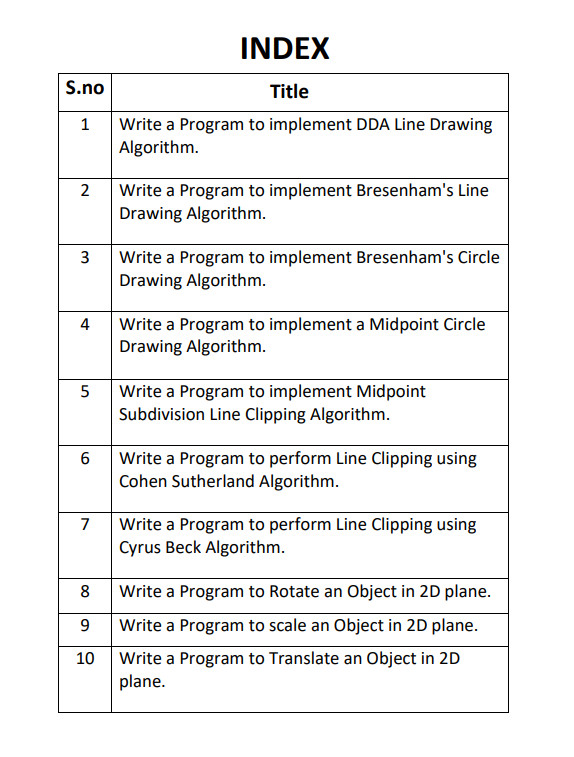 INDEX
S.no Title
1 Write a Program to implement DDA Line Drawing
Algorithm.
2 Write a Program to implement Bresenham's Line
Drawing Algorithm.
3 Write a Program to implement Bresenham's Circle
Drawing Algorithm.
4 Write a Program to implement a Midpoint Circle
Drawing Algorithm.
5 Write a Program to implement Midpoint
Subdivision Line Clipping Algorithm.
6 Write a Program to perform Line Clipping using
Cohen Sutherland Algorithm.
7 Write a Program to perform Line Clipping using
Cyrus Beck Algorithm.
8 Write a Program to Rotate an Object in 2D plane.
9 Write a Program to scale an Object in 2D plane.
10 Write a Program to Translate an Object in 2D
plane.